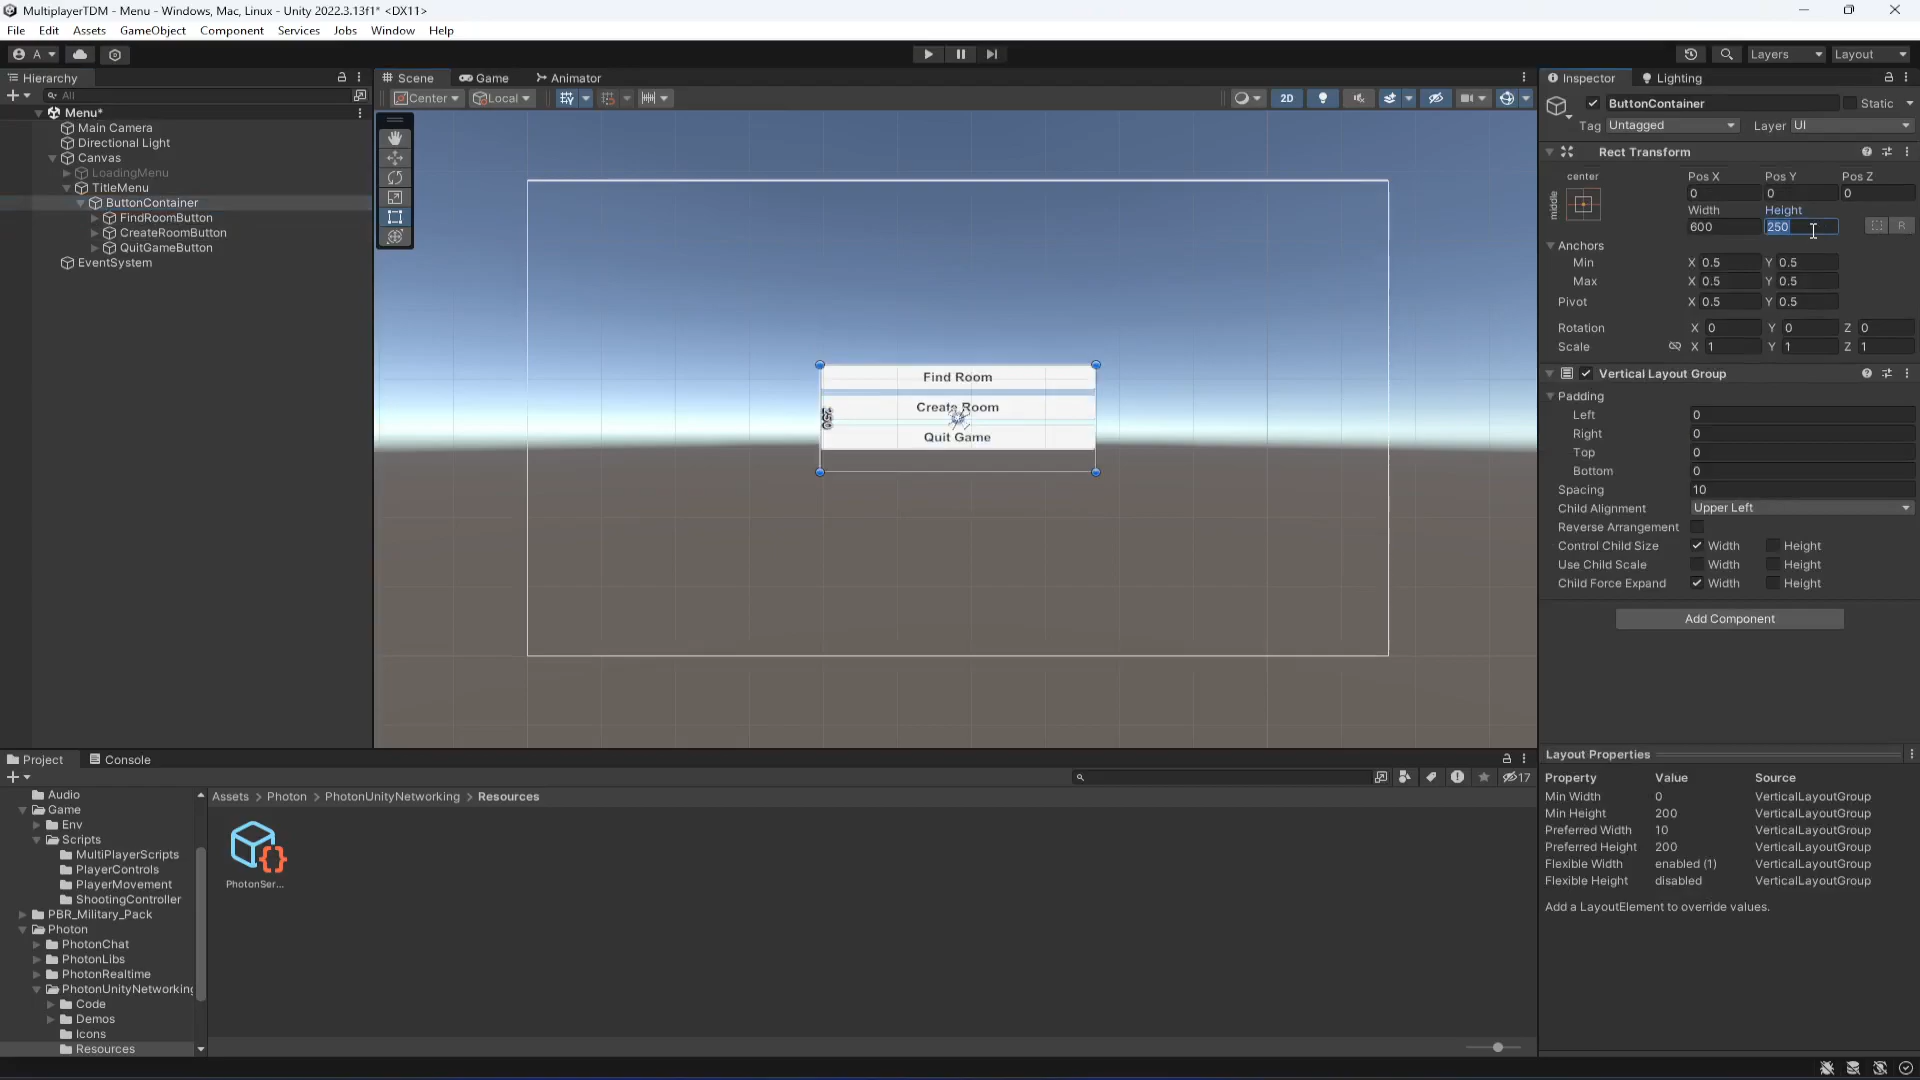 MultiplayerTDM - Menu - Windows, Mac, Linux - Unity 2022.3.13f1* <DX11>
File Edit Assets GameObject Component Services Jobs Window Help
A Layers Layout
Hierarchy
All
Menu*
Main Camera
Directional Light
Canvas
LoadingMenu
TitleMenu
ButtonContainer
FindRoomButton
CreateRoomButton
QuitGameButton
EventSystem
Scene Game Animator
Center Local 2D
Find Room
Create Room
Quit Game
250
Inspector Lighting
ButtonContainer Static
Tag Untagged Layer UI
Rect Transform
center Pos X Pos Y Pos Z
middle 0 0 0
Width Height
600 250 R
Anchors
Min X 0.5 Y 0.5
Max X 0.5 Y 0.5
Pivot X 0.5 Y 0.5
Rotation X 0 Y 0 Z 0
Scale X 1 Y 1 Z 1
Vertical Layout Group
Padding
Left 0
Right 0
Top 0
Bottom 0
Spacing 10
Child Alignment Upper Left
Reverse Arrangement
Control Child Size Width Height
Use Child Scale Width Height
Child Force Expand Width Height
Add Component
Layout Properties
Property Value Source
Min Width 0 VerticalLayoutGroup
Min Height 200 VerticalLayoutGroup
Preferred Width 10 VerticalLayoutGroup
Preferred Height 200 VerticalLayoutGroup
Flexible Width enabled (1) VerticalLayoutGroup
Flexible Height disabled VerticalLayoutGroup
Add a LayoutElement to override values.
Project Console
17
Audio
Game
Env
Scripts
MultiPlayerScripts
PlayerControls
PlayerMovement
ShootingController
PBR_Military_Pack
Photon
PhotonChat
PhotonLibs
PhotonRealtime
PhotonUnityNetworking
Code
Demos
Icons
Resources
Assets > Photon > PhotonUnityNetworking > Resources
PhotonSer...